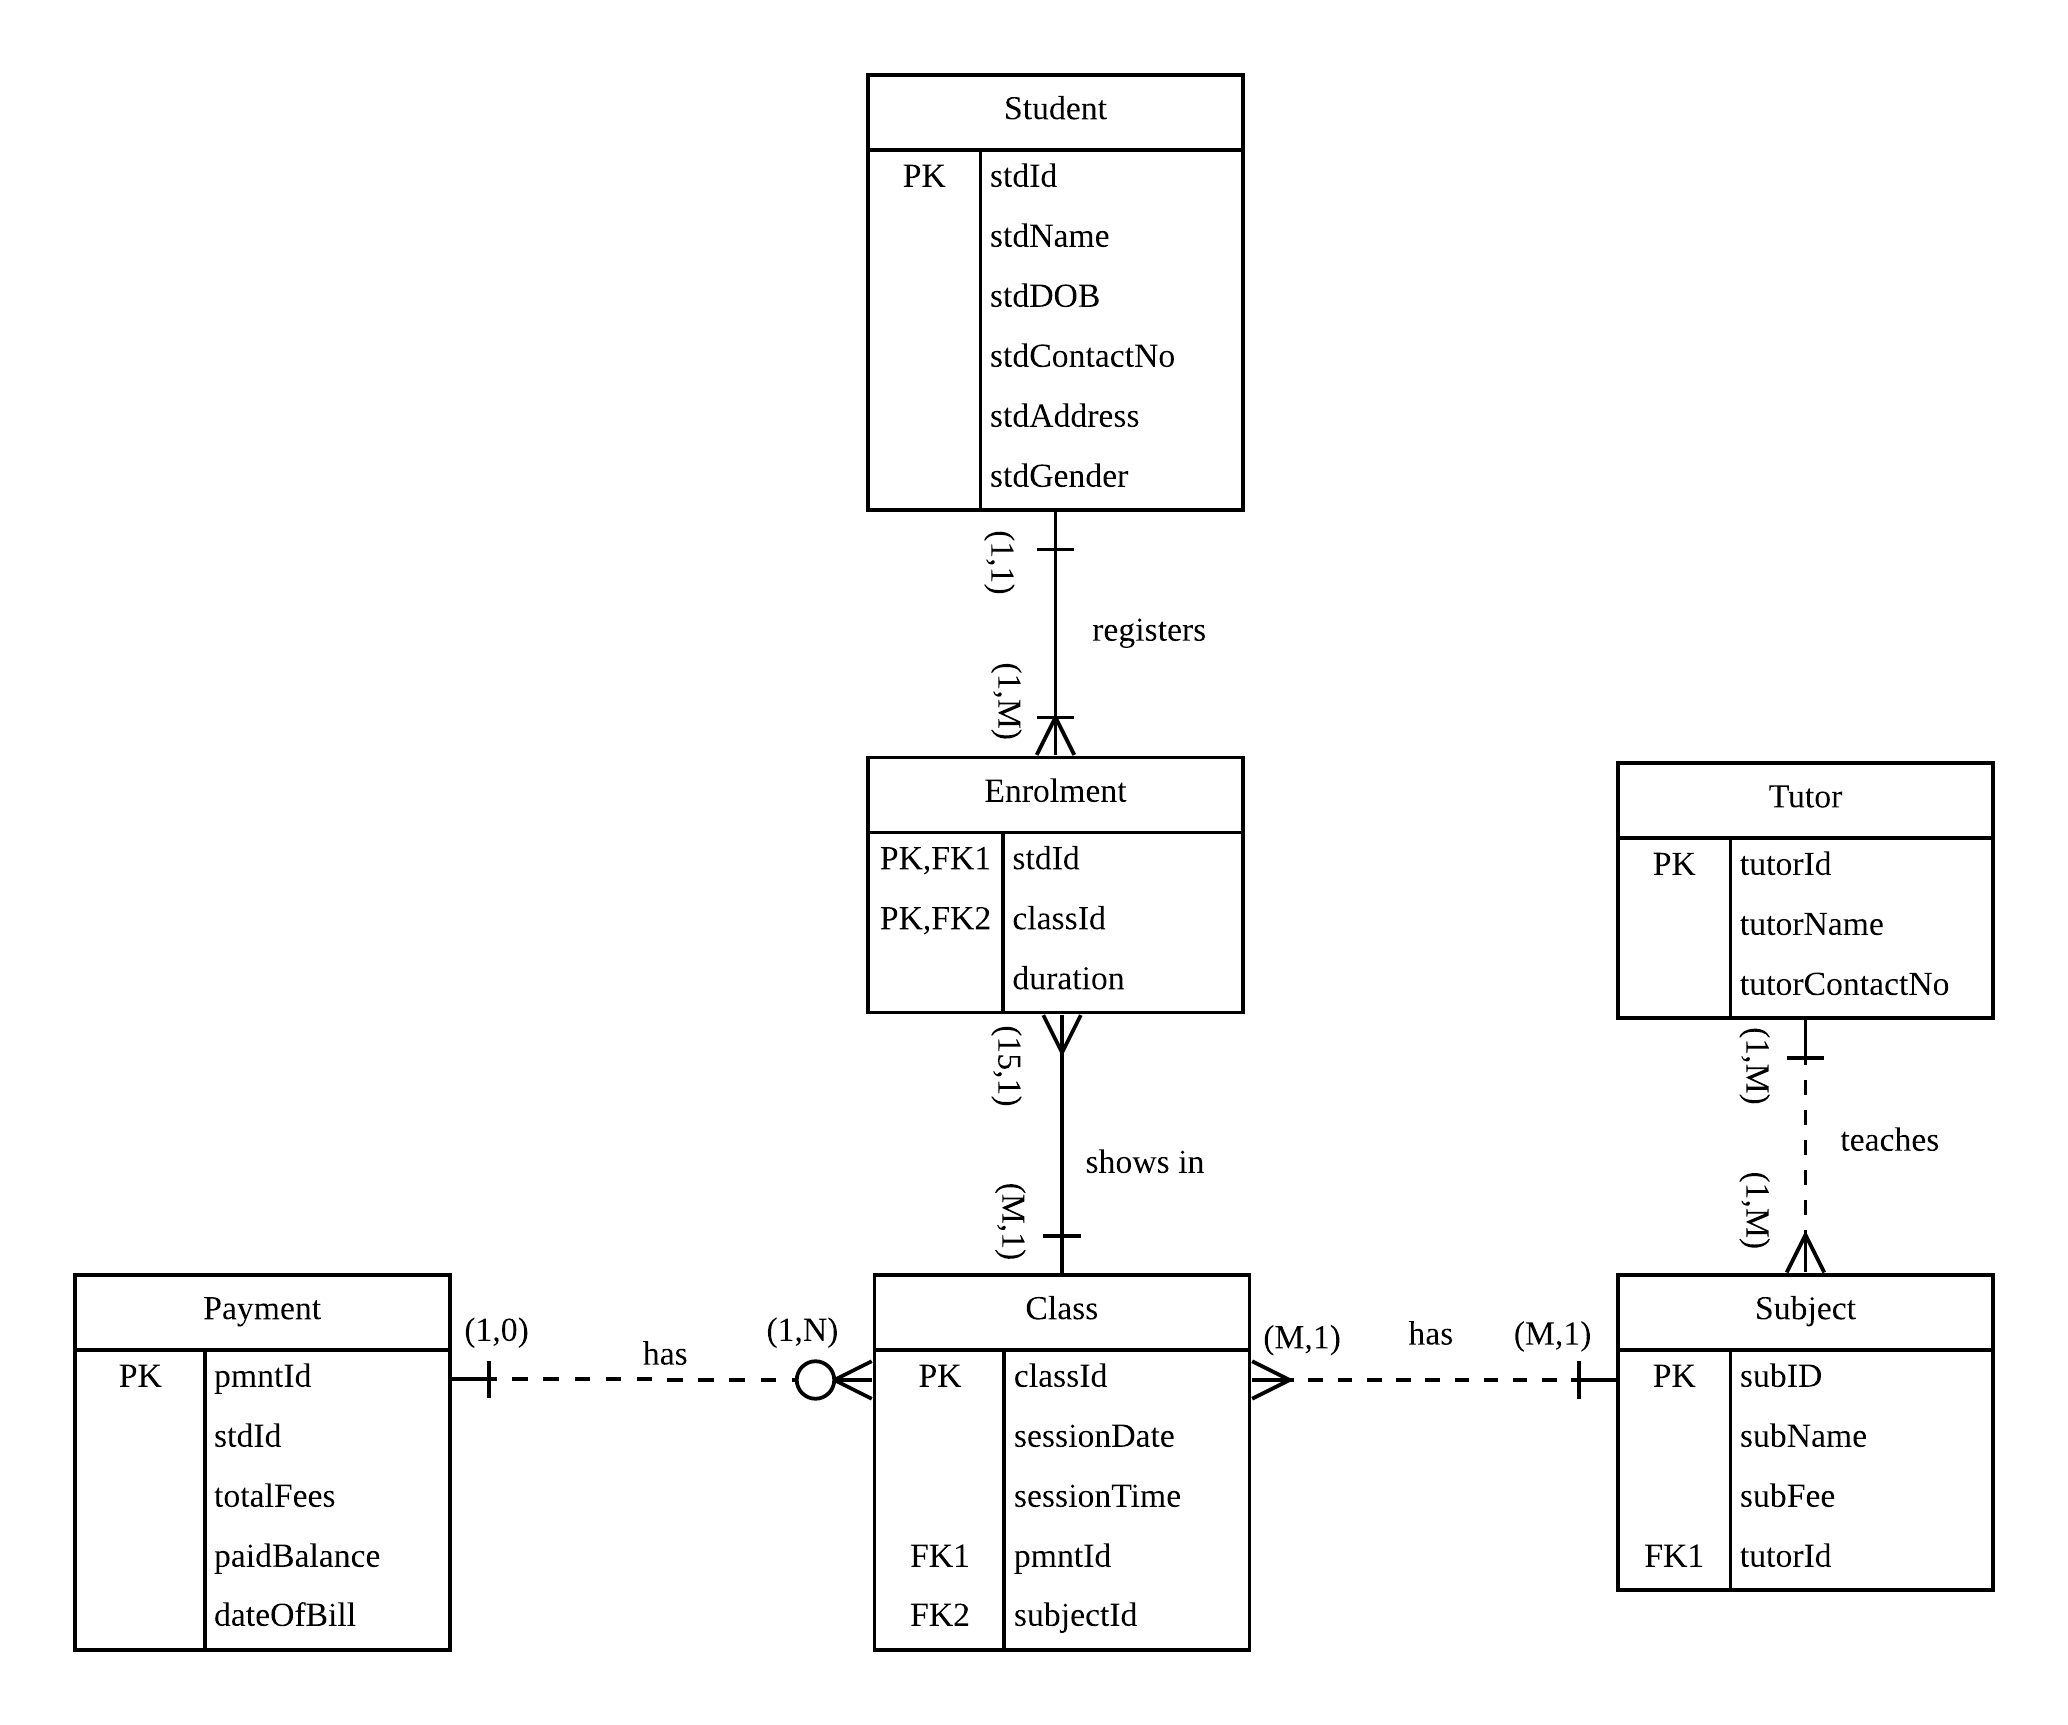 Student
PK stdId
stdName
stdDOB
stdContactNo
stdAddress
stdGender
(1,1)
registers
(1,M)
Enrolment
PK,FK1 stdId
PK,FK2 classId
duration
(15,1)
shows in
(M,1)
Tutor
PK tutorId
tutorName
tutorContactNo
(1,M)
teaches
(1,M)
Payment
PK pmntId
stdId
totalFees
paidBalance
dateOfBill
(1,0)
has
(1,N)
Class
PK classId
sessionDate
sessionTime
FK1 pmntId
FK2 subjectId
(M,1)
has
(M,1)
Subject
PK subID
subName
subFee
FK1 tutorId